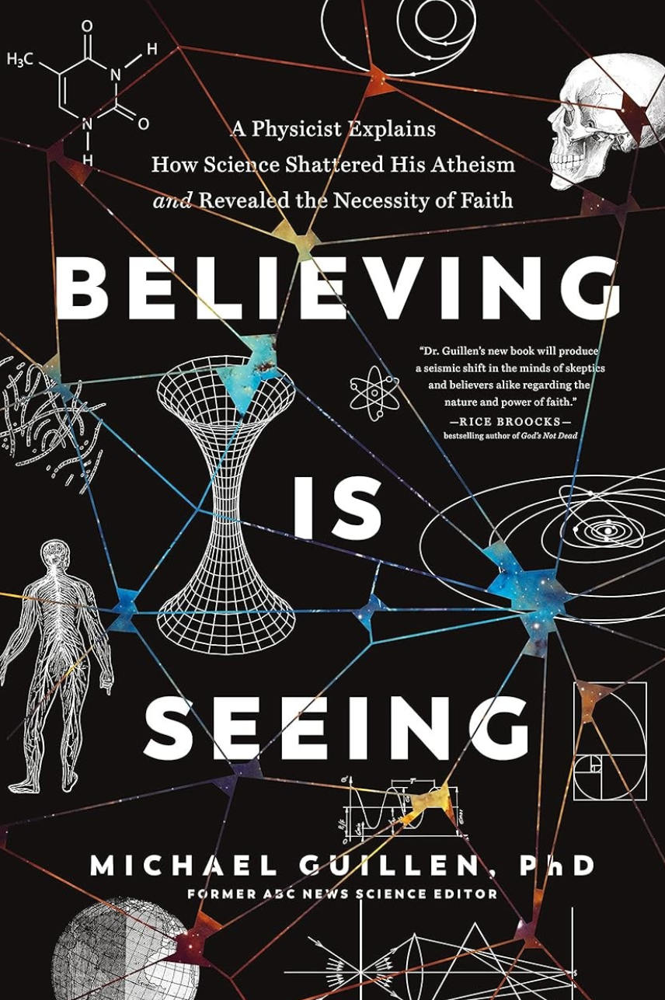 H₃C
O
N
H
O
N
H
A Physicist Explains
How Science Shattered His Atheism
and Revealed the Necessity of Faith
BELIEVING
“Dr. Guillen’s new book will produce
a seismic shift in the minds of skeptics
and believers alike regarding the
nature and power of faith.”
—RICE BROOCKS—
bestselling author of God’s Not Dead
IS
SEEING
T
MICHAEL GUILLEN, PhD
FORMER ABC NEWS SCIENCE EDITOR